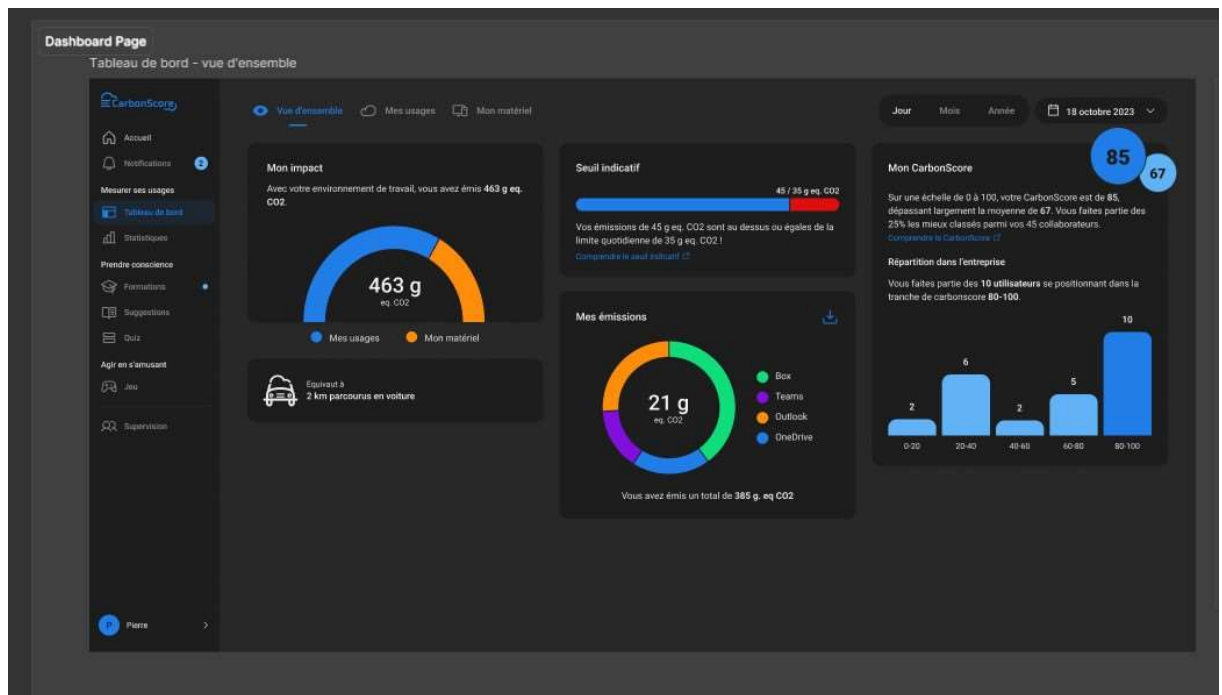 Dashboard Page
Tableau de bord - vue d'ensemble
CarbonScore
Accueil
Notifications 2
Mesurer ses usages
Tableau de bord
Statistiques
Prendre conscience
Formations
Suggestions
Quiz
Agir en s'amusant
Jeu
Supervision
P Pierre
Vue d'ensemble Mes usages Mon matériel
Jour Mois Année 18 octobre 2023
Mon impact
Avec votre environnement de travail, vous avez émis 463 g eq.
CO2.
463 g
eq. CO2
Mes usages Mon matériel
Equivaut à
2 km parcourus en voiture
Seuil indicatif
45 / 35 g eq. CO2
Vos émissions de 45 g eq. CO2 sont au dessus ou égales de la
limite quotidienne de 35 g eq. CO2 !
Comprendre le seuil indicatif
Mes émissions
21 g
eq. CO2
Box
Teams
Outlook
OneDrive
Vous avez émis un total de 385 g. eq CO2
Mon CarbonScore
85
67
Sur une échelle de 0 à 100, votre CarbonScore est de 85,
dépassant largement la moyenne de 67. Vous faites partie des
25% les mieux classés parmi vos 45 collaborateurs.
Comprendre le CarbonScore
Répartition dans l'entreprise
Vous faites partie des 10 utilisateurs se positionnant dans la
tranche de carbonscore 80-100.
2 6 2 5 10
0-20 20-40 40-60 60-80 80-100